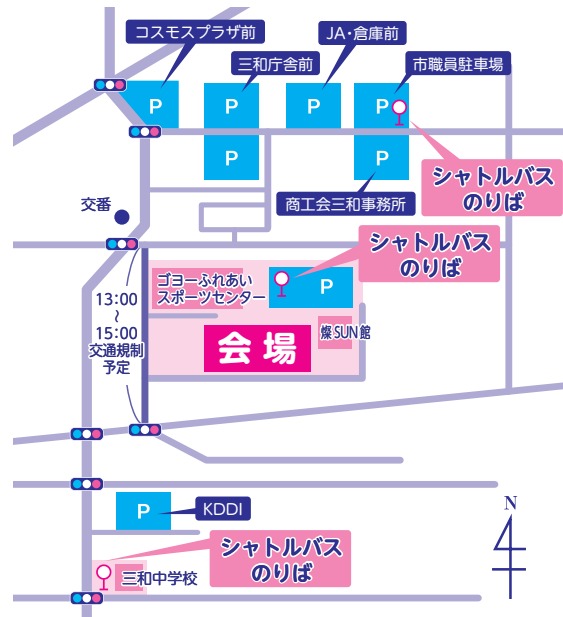 コスモスプラザ前
JA・倉庫前
三和庁舎前
市職員駐車場
P
P
P
P
P
P
シャトルバス
のりば
商工会三和事務所
交番
シャトルバス
のりば
ゴヨーふれあい
スポーツセンター
P
13:00
～
15:00
交通規制
予定
会場
燦SUN館
P
KDDI
N
シャトルバス
のりば
三和中学校